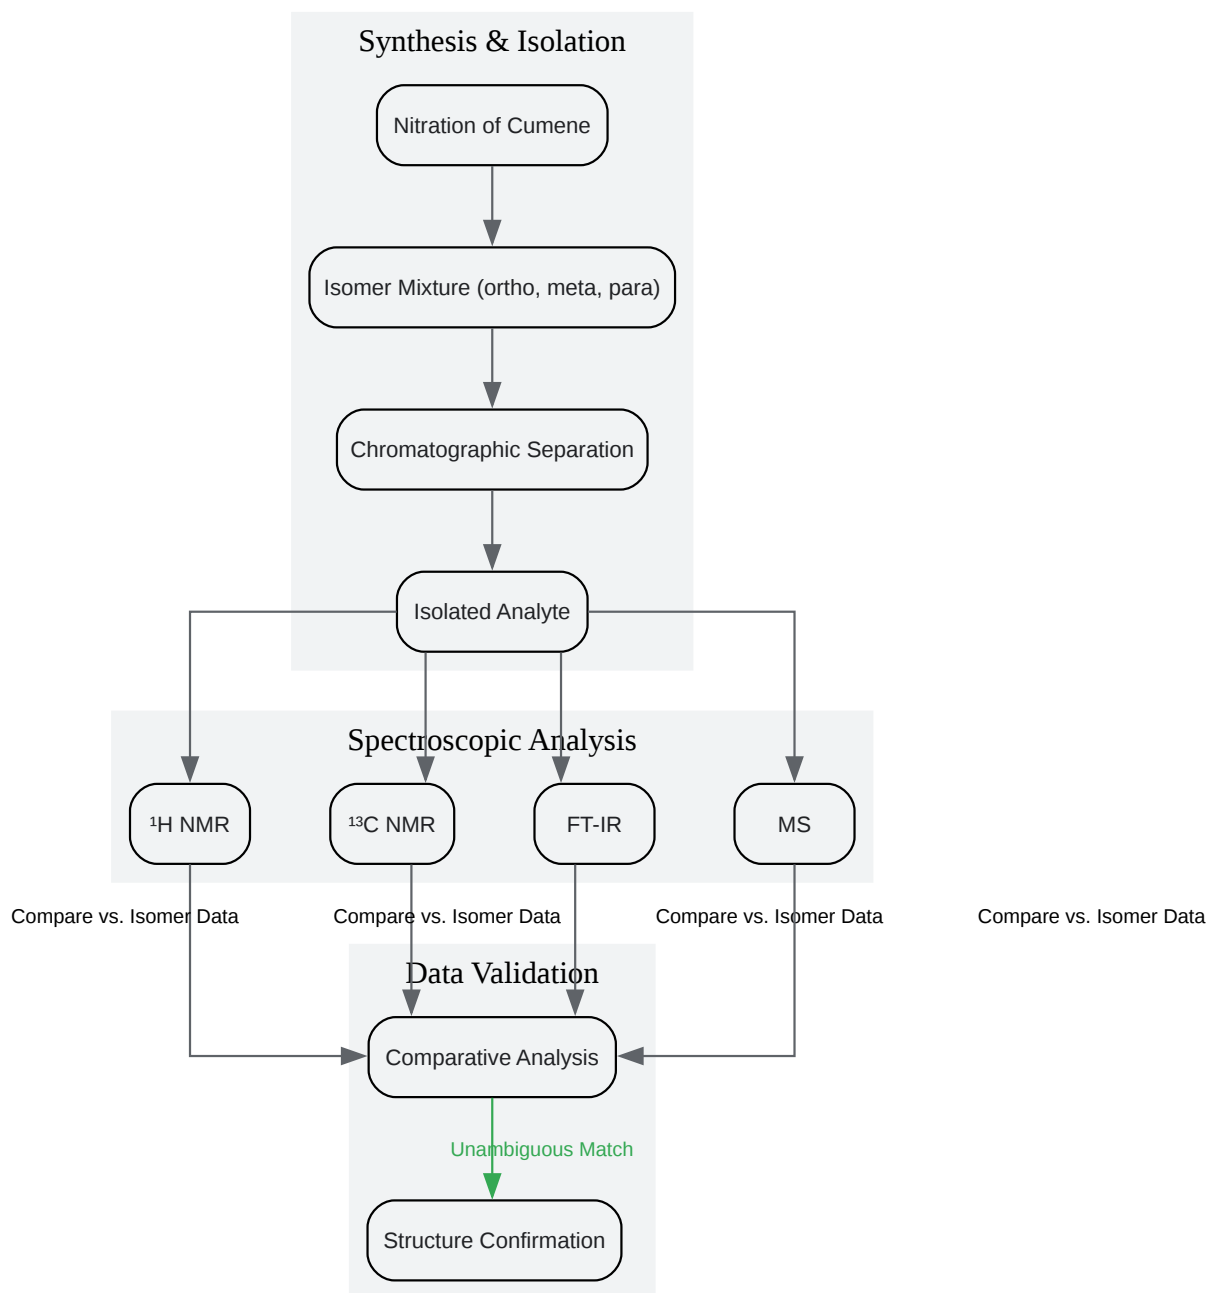 Synthesis & Isolation
Nitration of Cumene
Isomer Mixture (ortho, meta, para)
Chromatographic Separation
Isolated Analyte
Spectroscopic Analysis
¹H NMR
¹³C NMR
FT-IR
MS
Compare vs. Isomer Data
Compare vs. Isomer Data
Compare vs. Isomer Data
Compare vs. Isomer Data
Data Validation
Comparative Analysis
Unambiguous Match
Structure Confirmation